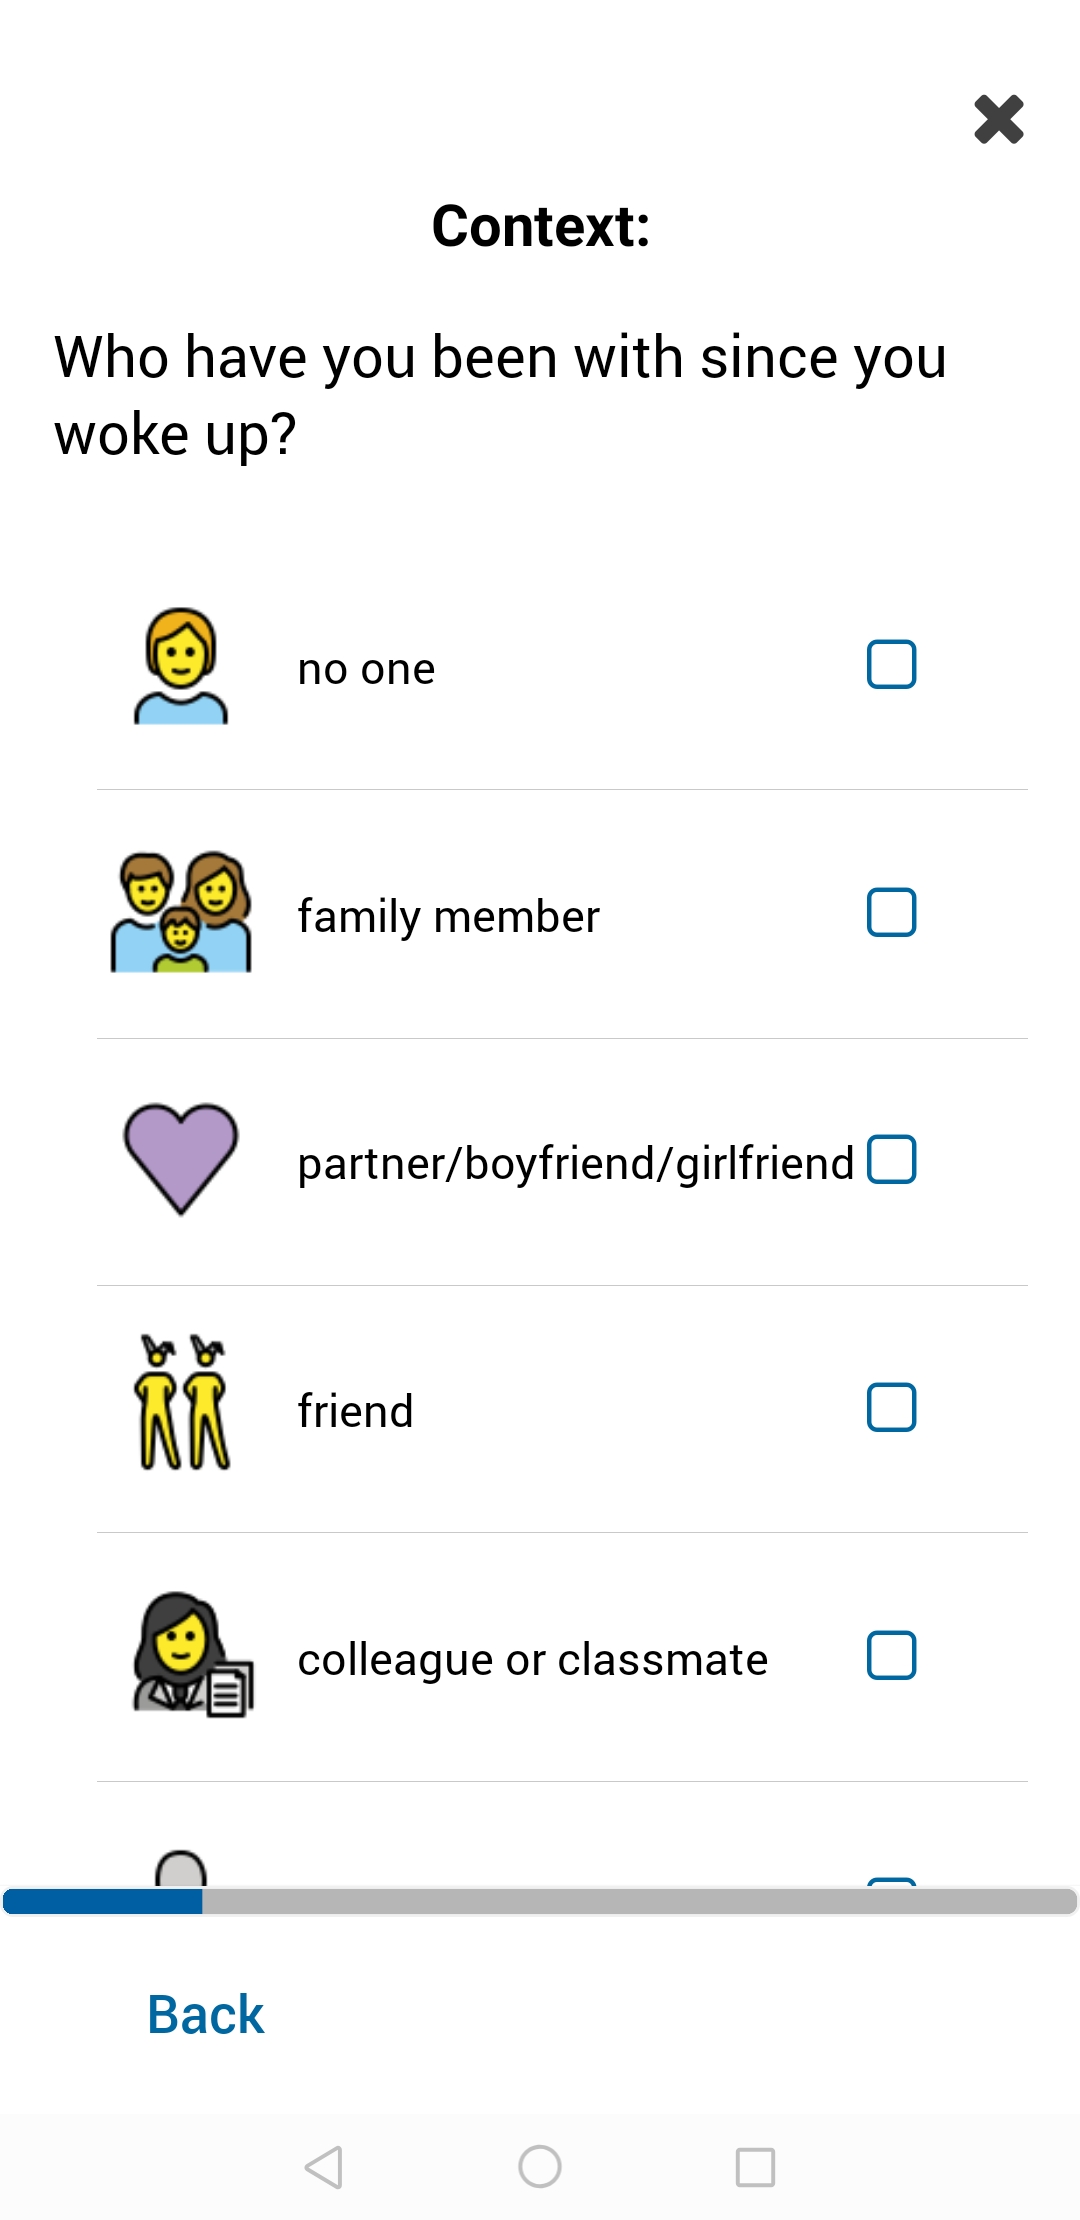 Context:
Who have you been with since you
woke up?
no one
family member
partner/boyfriend/girlfriend
friend
colleague or classmate
Back